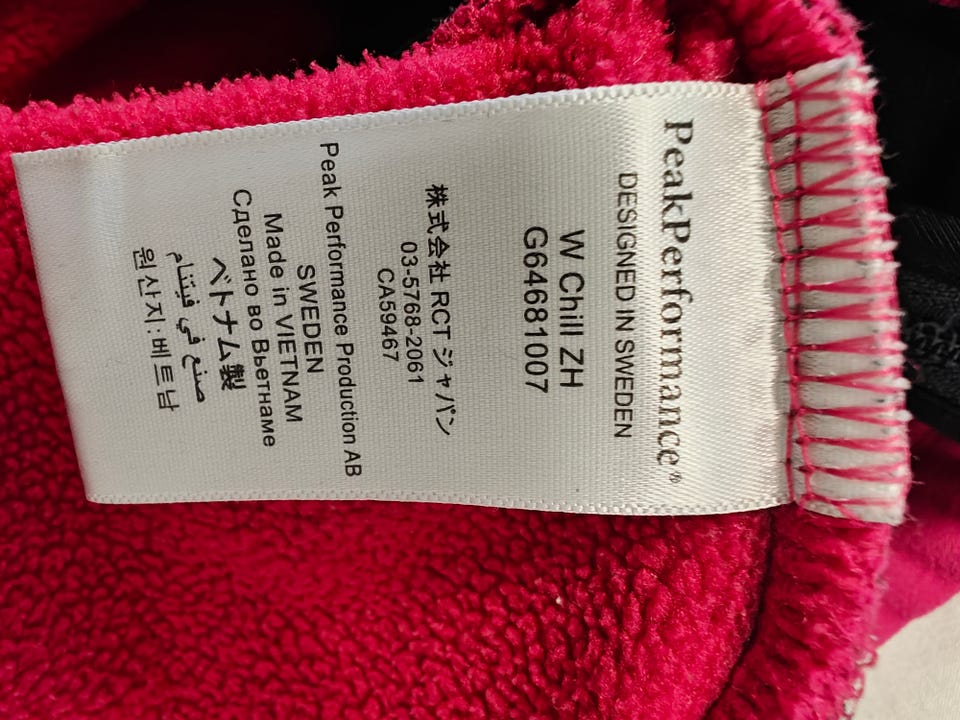 PeakPerformance®
DESIGNED IN SWEDEN
W Chill ZH
G64681007
株式会社 RCT ジャパン
03-5768-2061
CA59467
Peak Performance Production AB
SWEDEN
Made in VIETNAM
Сделано во Вьетнаме
ベトナム製
صنع في فيتنام
원산지:베트남